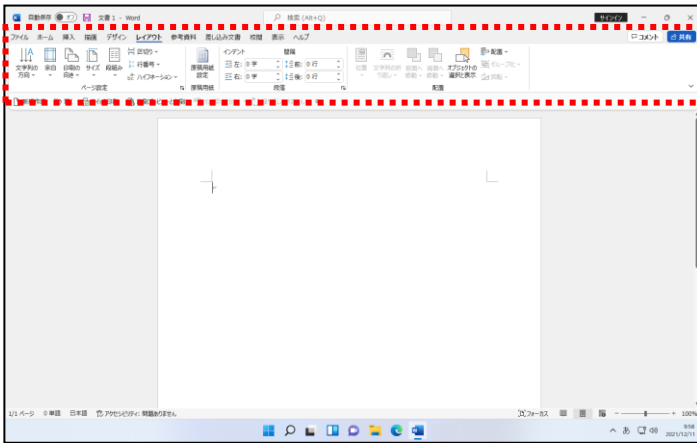 自動保存 オフ 文書 1 - Word 検索 (Alt+Q) サインイン
ファイル ホーム 挿入 描画 デザイン レイアウト 参考資料 差し込み文書 校閲 表示 ヘルプ コメント 共有
文字列の方向 余白 印刷の向き サイズ 段組み 区切り 行番号 ハイフネーション
原稿用紙設定
インデント 間隔
左: 0 字 前: 0 行
右: 0 字 後: 0 行
位置 文字列の折り返し 前面へ移動 背面へ移動 オブジェクトの選択と表示 配置 グループ化 回転
ページ設定 原稿用紙 段落 配置
1/1 ページ 0 単語 日本語 アクセシビリティ: 問題ありません フォーカス 100%
あ 9:55
2021/12/11